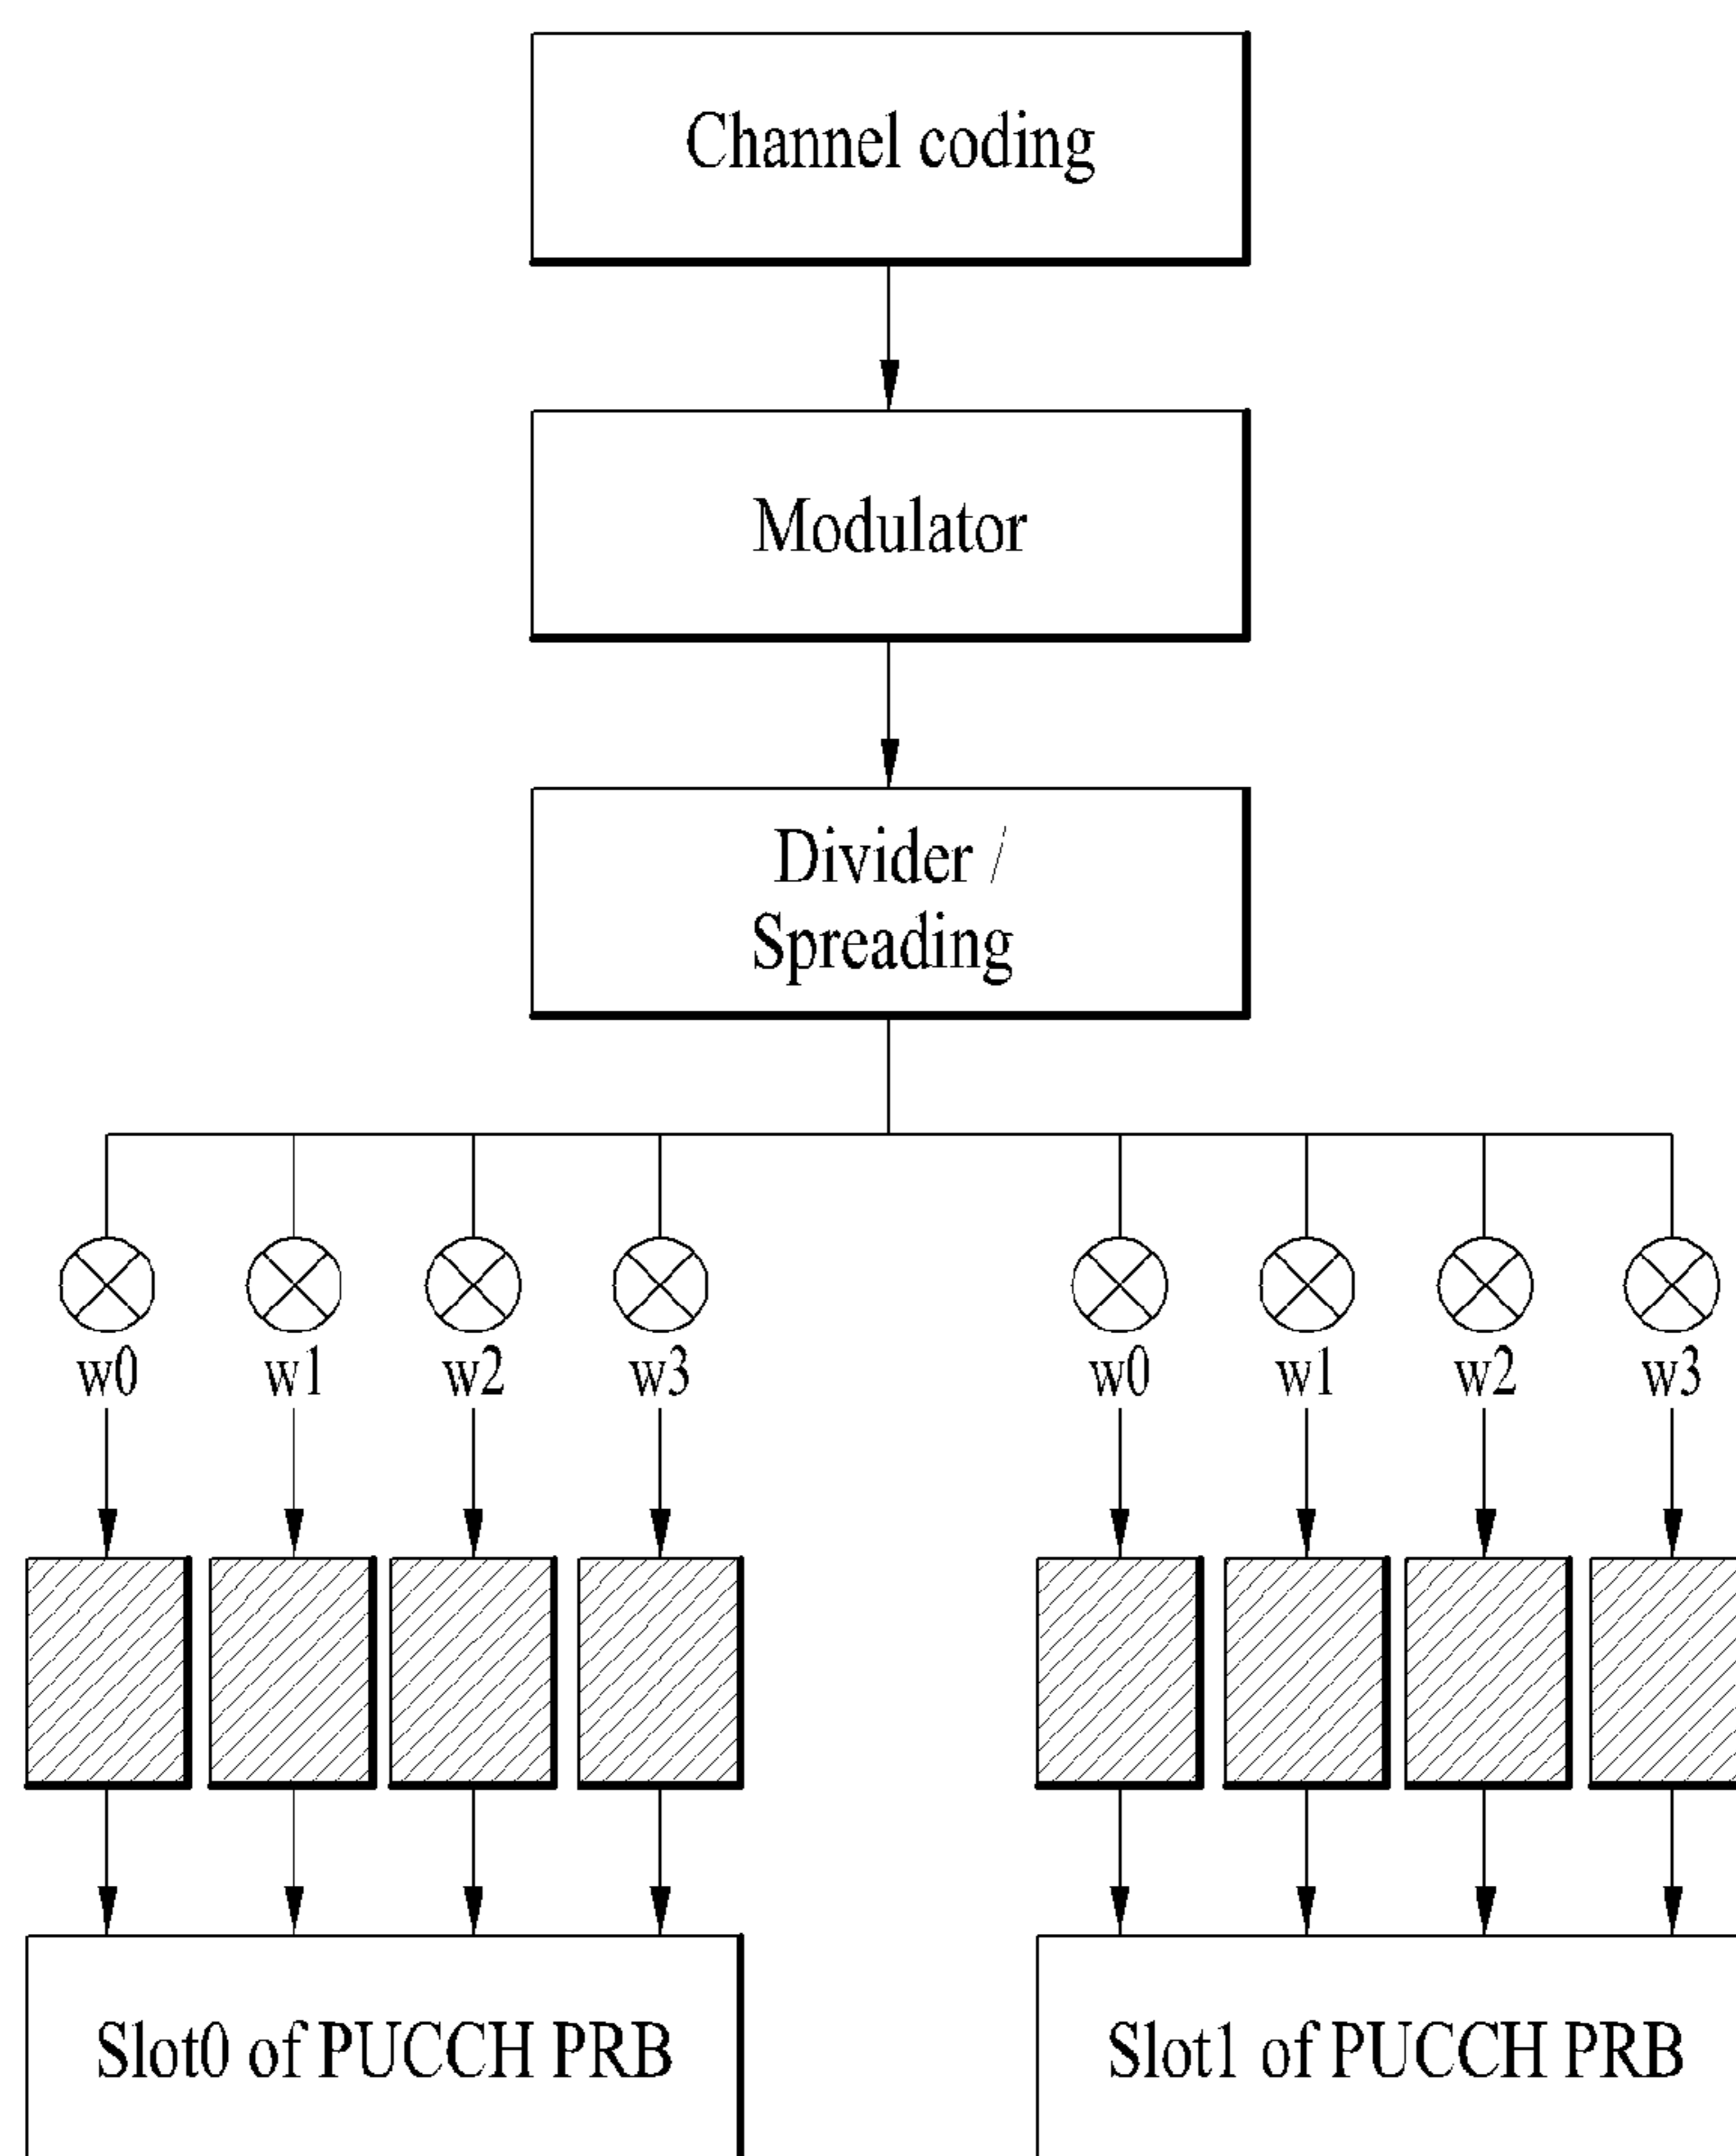 Channel coding
Modulator
Divider /
Spreading
w0 w1 w2 w3 w0 w1 w2 w3
Slot0 of PUCCH PRB
Slot1 of PUCCH PRB